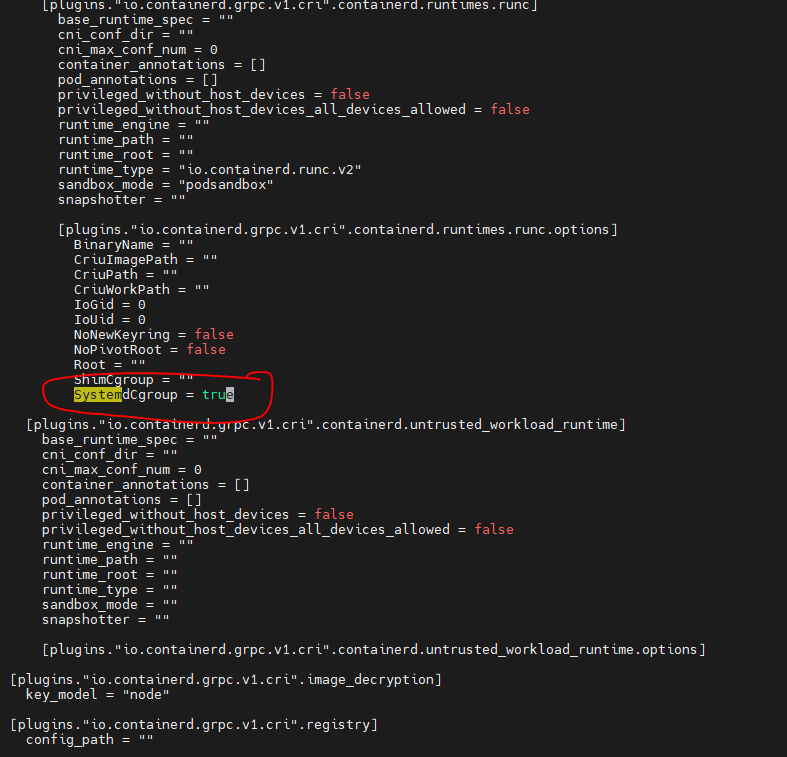 [plugins."io.containerd.grpc.v1.cri".containerd.runtimes.runc]
base_runtime_spec = ""
cni_conf_dir = ""
cni_max_conf_num = 0
container_annotations = []
pod_annotations = []
privileged_without_host_devices = false
privileged_without_host_devices_all_devices_allowed = false
runtime_engine = ""
runtime_path = ""
runtime_root = ""
runtime_type = "io.containerd.runc.v2"
sandbox_mode = "podsandbox"
snapshotter = ""
[plugins."io.containerd.grpc.v1.cri".containerd.runtimes.runc.options]
BinaryName = ""
CriuImagePath = ""
CriuPath = ""
CriuWorkPath = ""
IoGid = 0
IoUid = 0
NoNewKeyring = false
NoPivotRoot = false
Root = ""
ShimCgroup = ""
SystemdCgroup = true
[plugins."io.containerd.grpc.v1.cri".containerd.untrusted_workload_runtime]
base_runtime_spec = ""
cni_conf_dir = ""
cni_max_conf_num = 0
container_annotations = []
pod_annotations = []
privileged_without_host_devices = false
privileged_without_host_devices_all_devices_allowed = false
runtime_engine = ""
runtime_path = ""
runtime_root = ""
runtime_type = ""
sandbox_mode = ""
snapshotter = ""
[plugins."io.containerd.grpc.v1.cri".containerd.untrusted_workload_runtime.options]
[plugins."io.containerd.grpc.v1.cri".image_decryption]
key_model = "node"
[plugins."io.containerd.grpc.v1.cri".registry]
config_path = ""